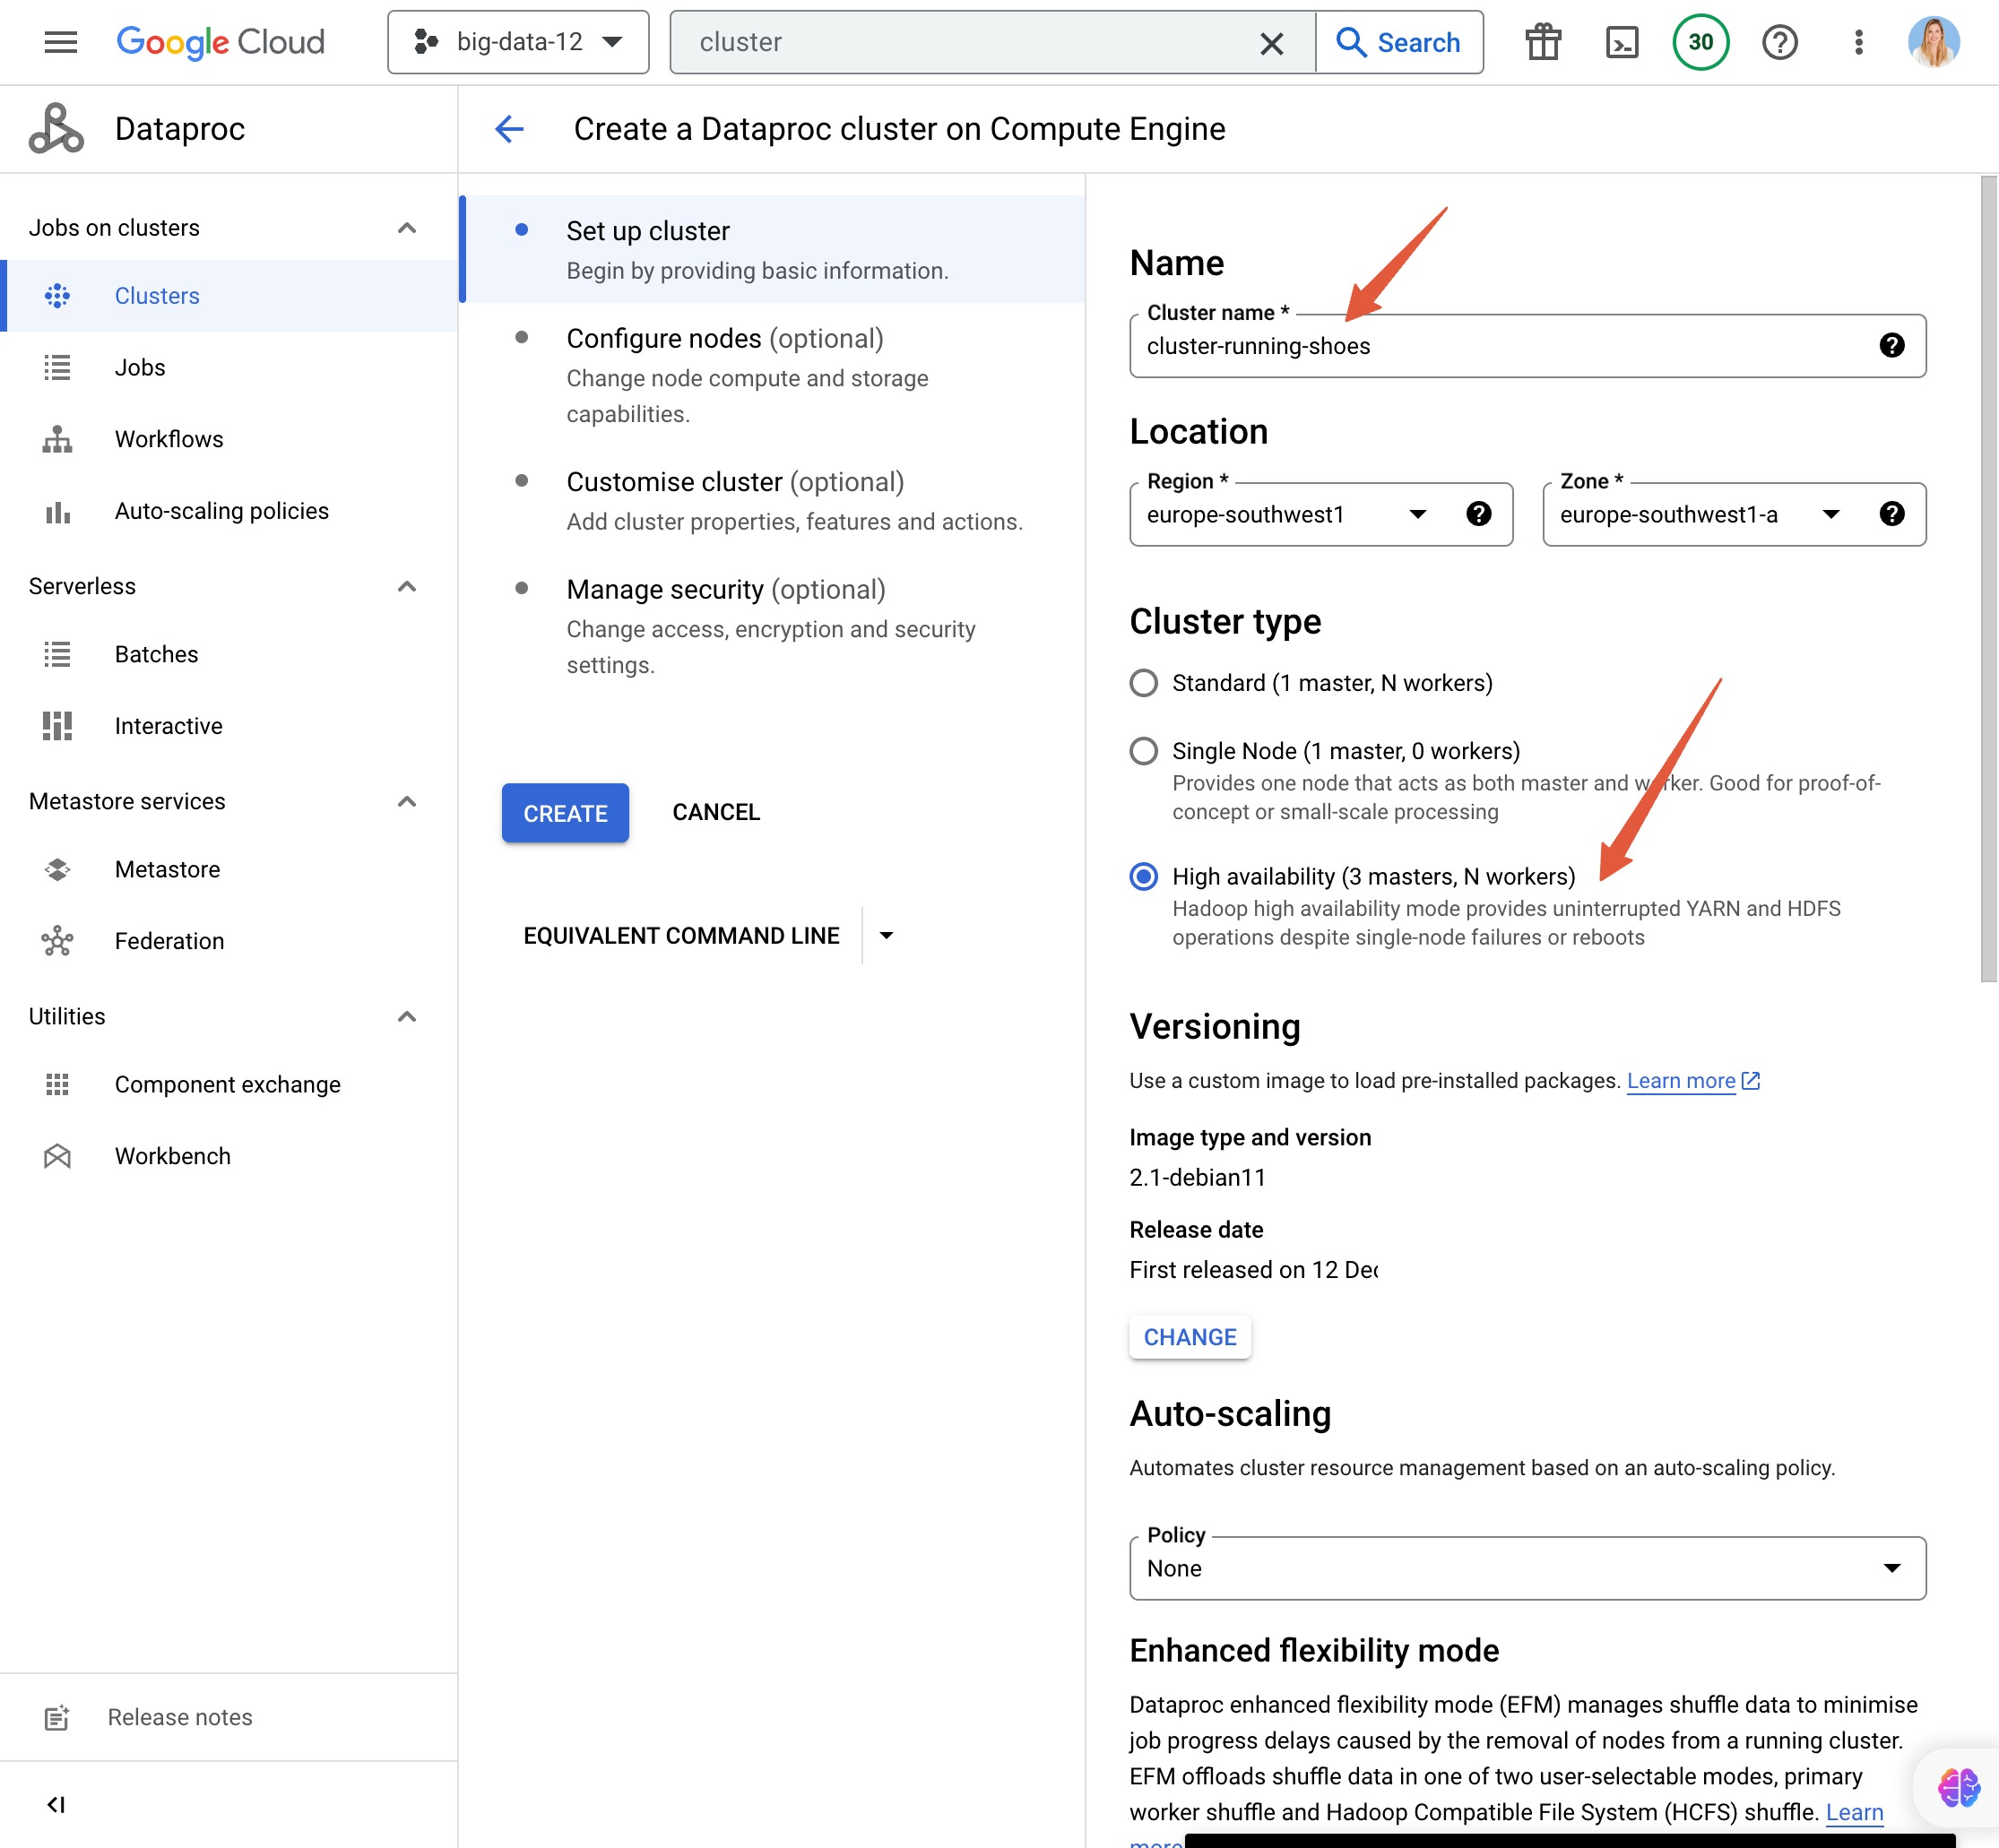 Google Cloud
big-data-12
cluster
Search
30
Dataproc
Create a Dataproc cluster on Compute Engine
Jobs on clusters
Clusters
Jobs
Workflows
Auto-scaling policies
Serverless
Batches
Interactive
Metastore services
Metastore
Federation
Utilities
Component exchange
Workbench
Release notes
Set up cluster
Begin by providing basic information.
Configure nodes (optional)
Change node compute and storage
capabilities.
Customise cluster (optional)
Add cluster properties, features and actions.
Manage security (optional)
Change access, encryption and security
settings.
CREATE
CANCEL
EQUIVALENT COMMAND LINE
Name
Cluster name *
cluster-running-shoes
Location
Region *
europe-southwest1
Zone *
europe-southwest1-a
Cluster type
Standard (1 master, N workers)
Single Node (1 master, 0 workers)
Provides one node that acts as both master and worker. Good for proof-of-
concept or small-scale processing
High availability (3 masters, N workers)
Hadoop high availability mode provides uninterrupted YARN and HDFS
operations despite single-node failures or reboots
Versioning
Use a custom image to load pre-installed packages. Learn more
Image type and version
2.1-debian11
Release date
First released on 12 Dec
CHANGE
Auto-scaling
Automates cluster resource management based on an auto-scaling policy.
Policy
None
Enhanced flexibility mode
Dataproc enhanced flexibility mode (EFM) manages shuffle data to minimise
job progress delays caused by the removal of nodes from a running cluster.
EFM offloads shuffle data in one of two user-selectable modes, primary
worker shuffle and Hadoop Compatible File System (HCFS) shuffle. Learn
more